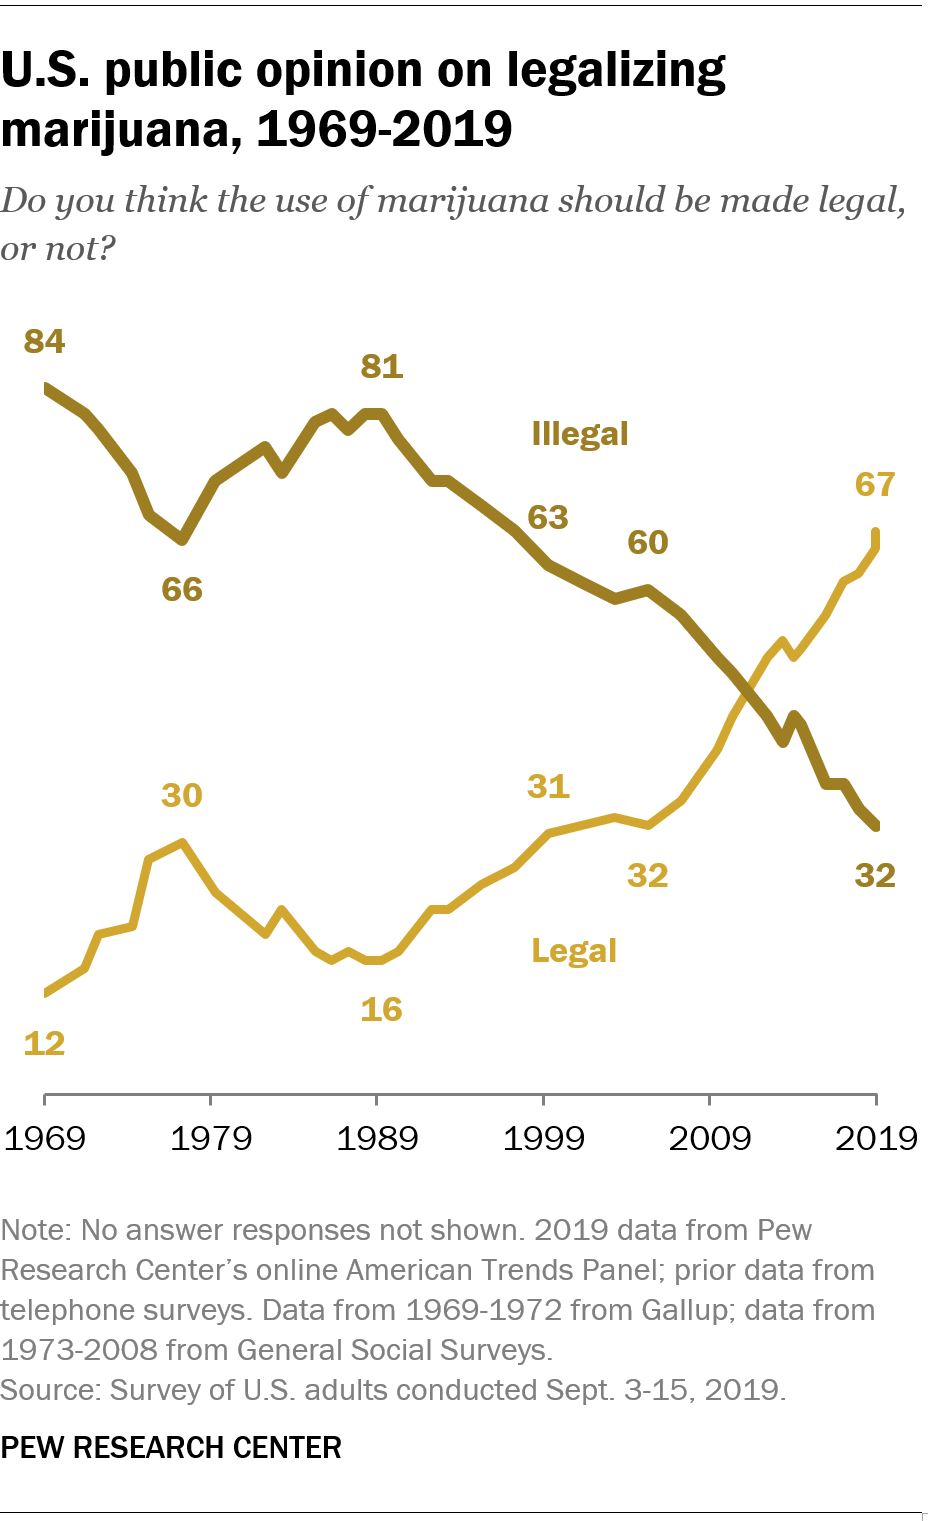 U.S. public opinion on legalizing
marijuana, 1969-2019
Do you think the use of marijuana should be made legal,
or not?
84
81
Illegal
67
63
60
66
30
31
32
32
Legal
16
12
1969 1979 1989 1999 2009 2019
Note: No answer responses not shown. 2019 data from Pew
Research Center’s online American Trends Panel; prior data from
telephone surveys. Data from 1969-1972 from Gallup; data from
1973-2008 from General Social Surveys.
Source: Survey of U.S. adults conducted Sept. 3-15, 2019.
PEW RESEARCH CENTER